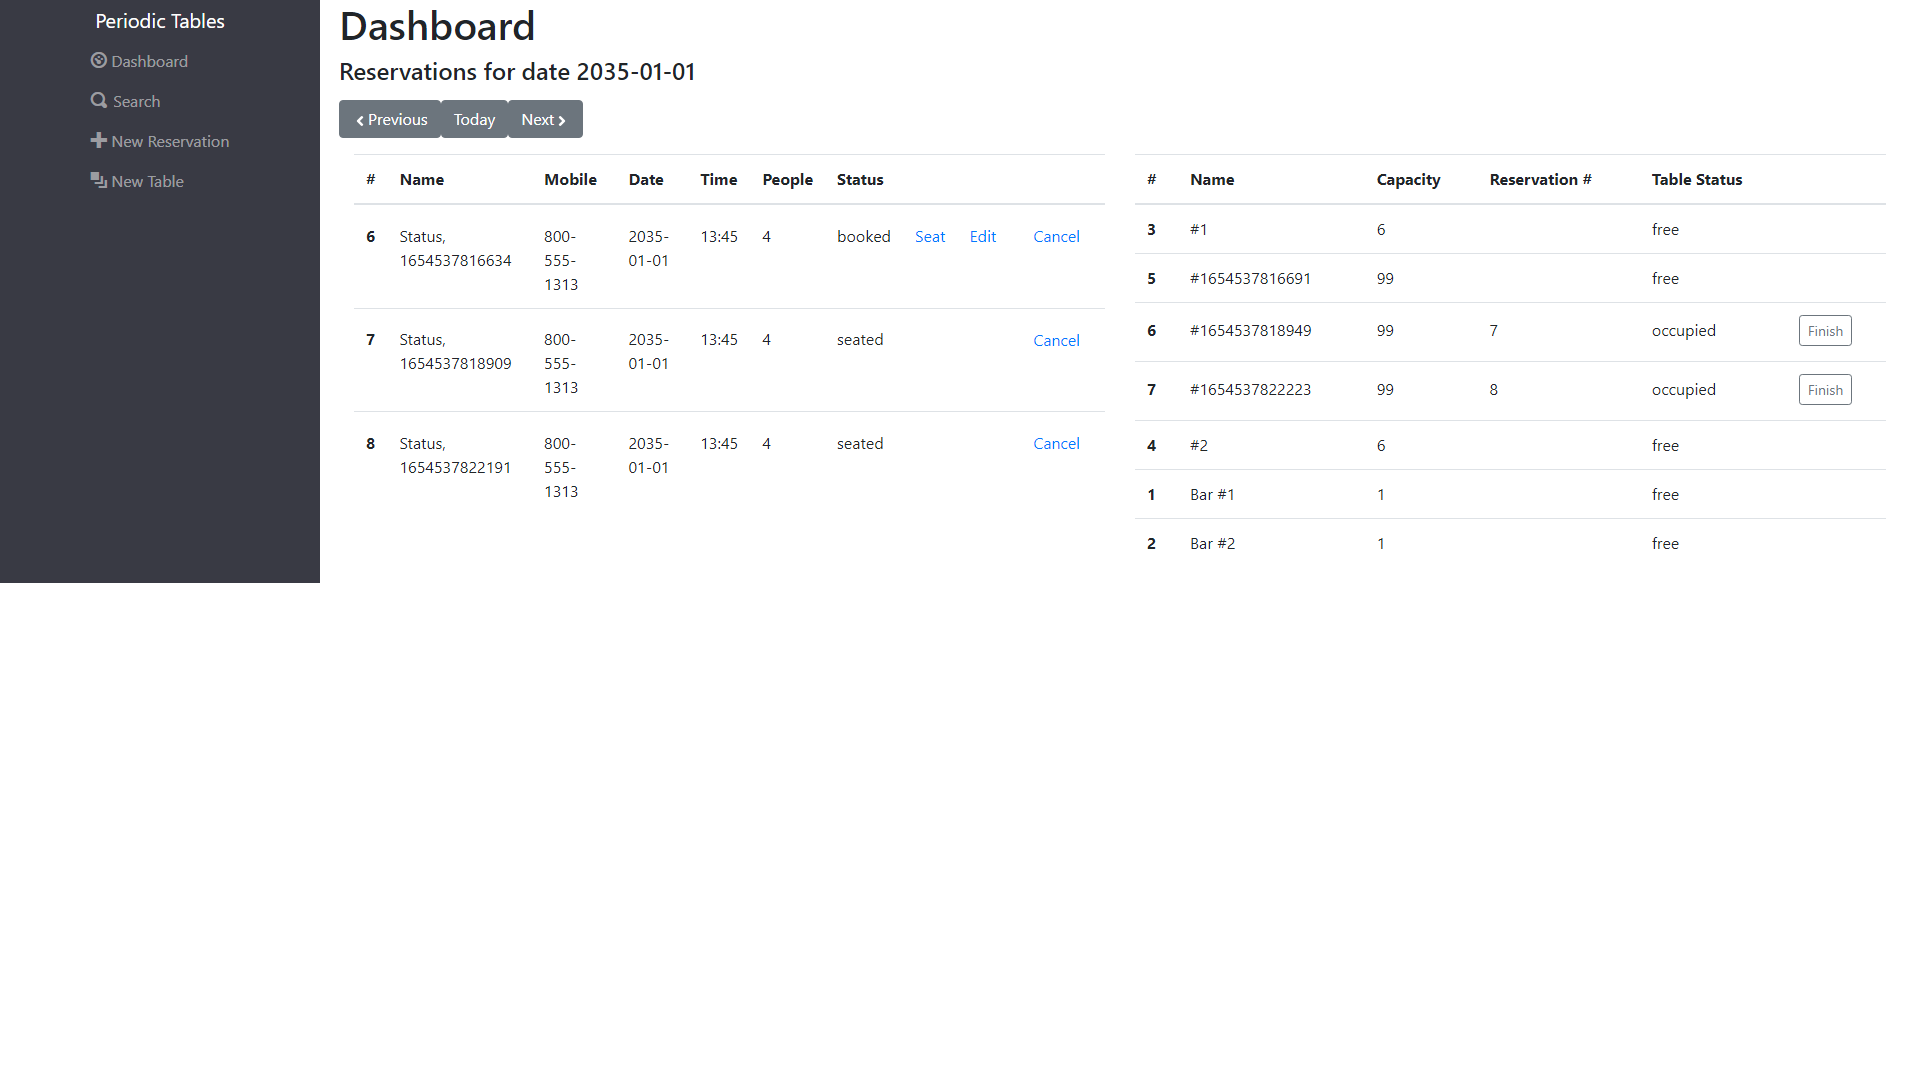 Periodic Tables
Dashboard
Search
New Reservation
New Table
Dashboard
Reservations for date 2035-01-01
Previous Today Next
# Name Mobile Date Time People Status
6 Status, 800- 2035- 13:45 4 booked Seat Edit Cancel
1654537816634 555- 01-01
1313
7 Status, 800- 2035- 13:45 4 seated Cancel
1654537818909 555- 01-01
1313
8 Status, 800- 2035- 13:45 4 seated Cancel
1654537822191 555- 01-01
1313
# Name Capacity Reservation # Table Status
3 #1 6 free
5 #1654537816691 99 free
6 #1654537818949 99 7 occupied Finish
7 #1654537822223 99 8 occupied Finish
4 #2 6 free
1 Bar #1 1 free
2 Bar #2 1 free